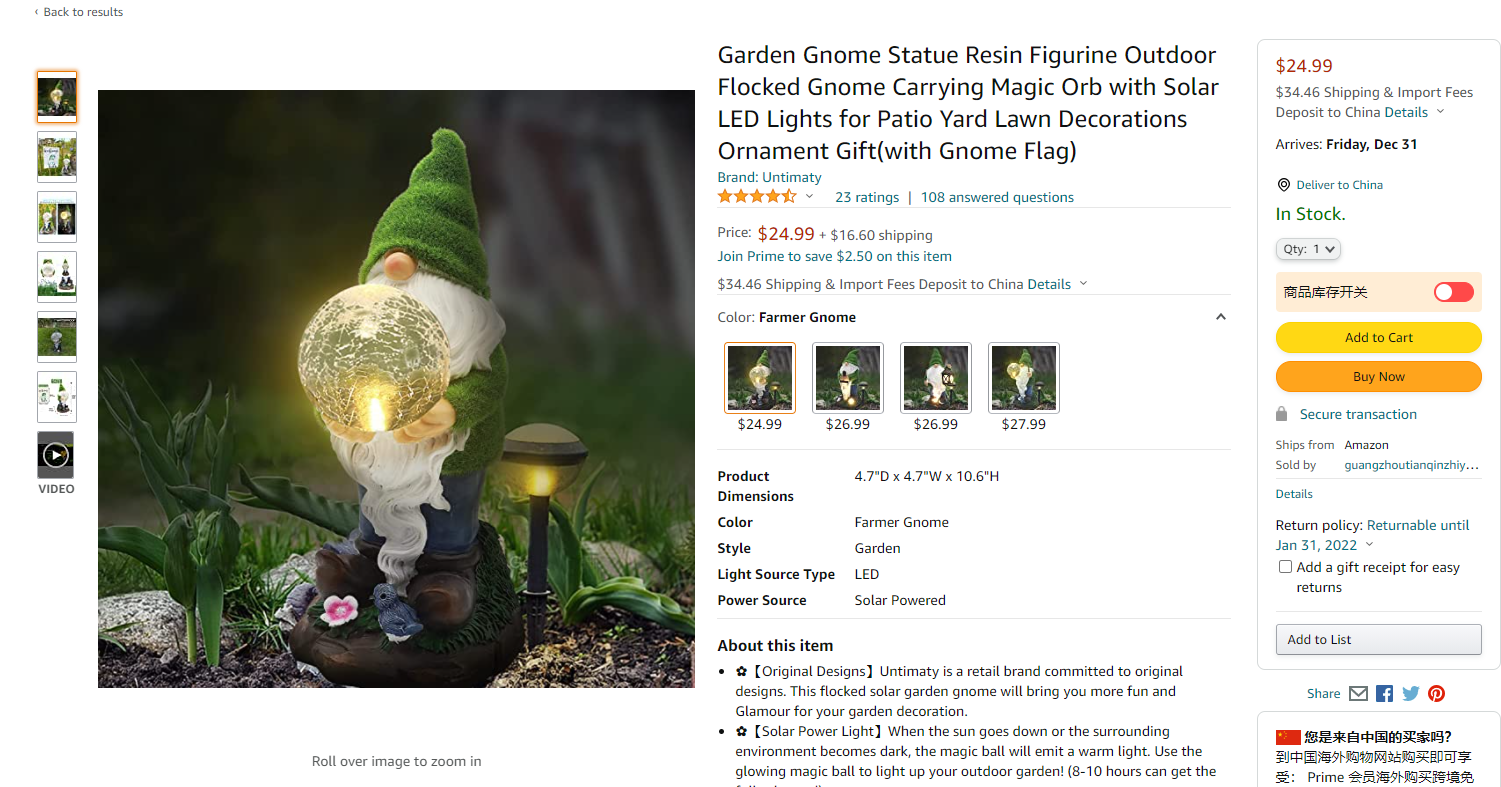 ‹ Back to results
VIDEO
Roll over image to zoom in
Garden Gnome Statue Resin Figurine Outdoor
Flocked Gnome Carrying Magic Orb with Solar
LED Lights for Patio Yard Lawn Decorations
Ornament Gift(with Gnome Flag)
Brand: Untimaty
23 ratings | 108 answered questions
Price: $24.99 + $16.60 shipping
Join Prime to save $2.50 on this item
$34.46 Shipping & Import Fees Deposit to China Details
Color: Farmer Gnome
$24.99 $26.99 $26.99 $27.99
Product Dimensions 4.7"D x 4.7"W x 10.6"H
Color Farmer Gnome
Style Garden
Light Source Type LED
Power Source Solar Powered
About this item
• ✿【Original Designs】Untimaty is a retail brand committed to original
designs. This flocked solar garden gnome will bring you more fun and
Glamour for your garden decoration.
• ✿【Solar Power Light】When the sun goes down or the surrounding
environment becomes dark, the magic ball will emit a warm light. Use the
glowing magic ball to light up your outdoor garden! (8-10 hours can get the
$24.99
$34.46 Shipping & Import Fees
Deposit to China Details
Arrives: Friday, Dec 31
Deliver to China
In Stock.
Qty: 1
商品库存开关
Add to Cart
Buy Now
Secure transaction
Ships from Amazon
Sold by guangzhoutianqinzhiy...
Details
Return policy: Returnable until
Jan 31, 2022
Add a gift receipt for easy
returns
Add to List
Share
您是来自中国的买家吗?
到中国海外购物网站购买即可享
受： Prime 会员海外购买跨境免